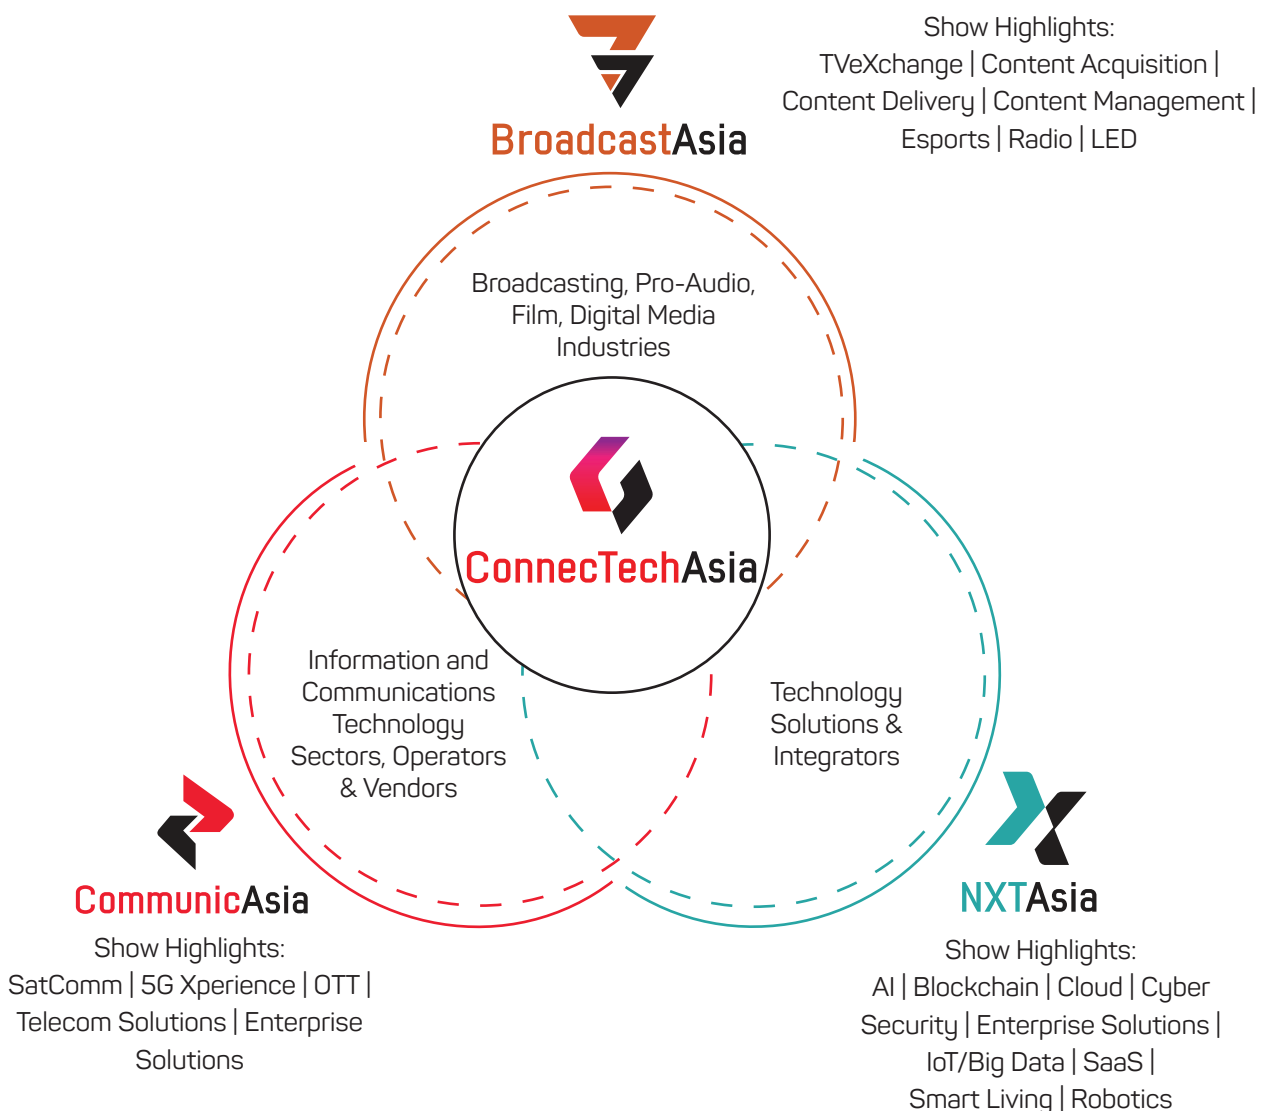 Show Highlights:
TVeXchange | Content Acquisition |
Content Delivery | Content Management |
Esports | Radio | LED
BroadcastAsia
Broadcasting, Pro-Audio,
Film, Digital Media
Industries
ConnecTechAsia
Information and
Communications
Technology
Sectors, Operators
& Vendors
Technology
Solutions &
Integrators
CommunicAsia
Show Highlights:
SatComm | 5G Xperience | OTT |
Telecom Solutions | Enterprise
Solutions
NXTAsia
Show Highlights:
AI | Blockchain | Cloud | Cyber
Security | Enterprise Solutions |
IoT/Big Data | SaaS |
Smart Living | Robotics